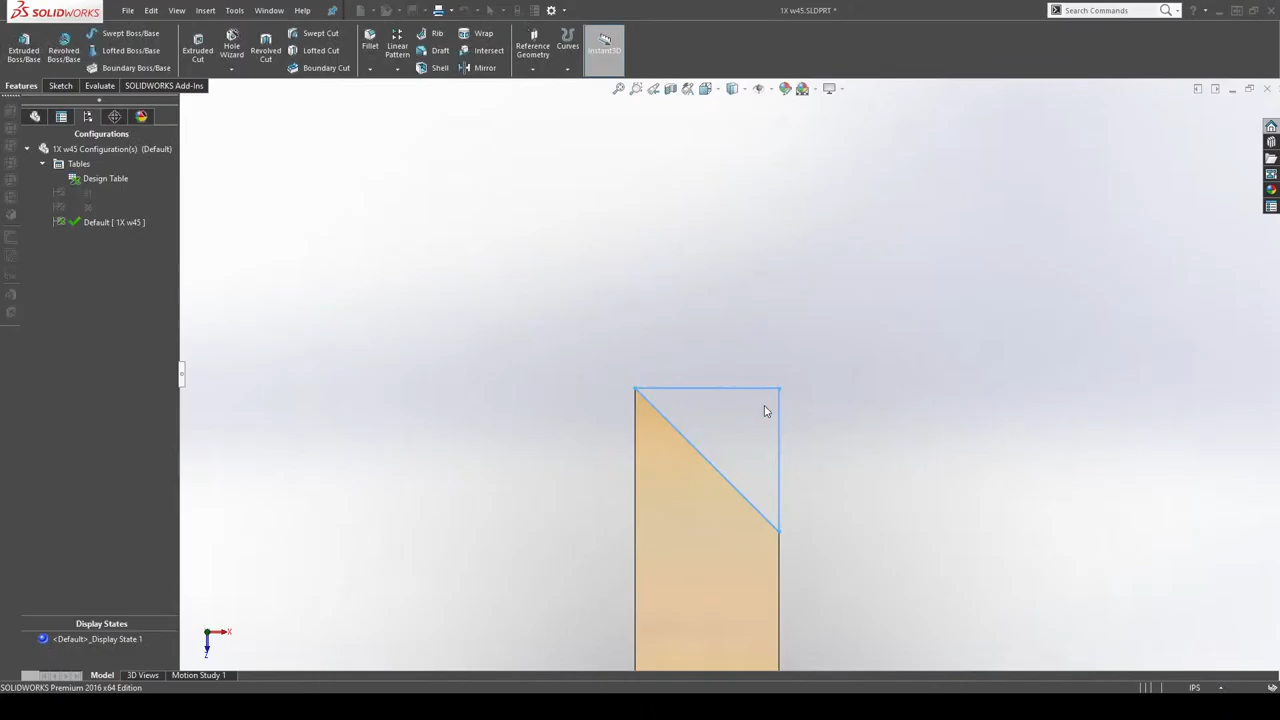 SOLIDWORKS File Edit View Insert Tools Window Help 1X w45.SLDPRT * Search Commands
Extruded Boss/Base
Revolved Boss/Base
Swept Boss/Base
Lofted Boss/Base
Boundary Boss/Base
Extruded Cut
Hole Wizard
Revolved Cut
Swept Cut
Lofted Cut
Boundary Cut
Fillet
Linear Pattern
Rib
Draft
Shell
Wrap
Intersect
Mirror
Reference Geometry
Curves
Instant3D
Features Sketch Evaluate SOLIDWORKS Add-Ins
Configurations
1X w45 Configuration(s) (Default)
Tables
Design Table
Default [ 1X w45 ]
X
Z
Display States
<Default>_Display State 1
Model 3D Views Motion Study 1
SOLIDWORKS Premium 2016 x64 Edition IPS